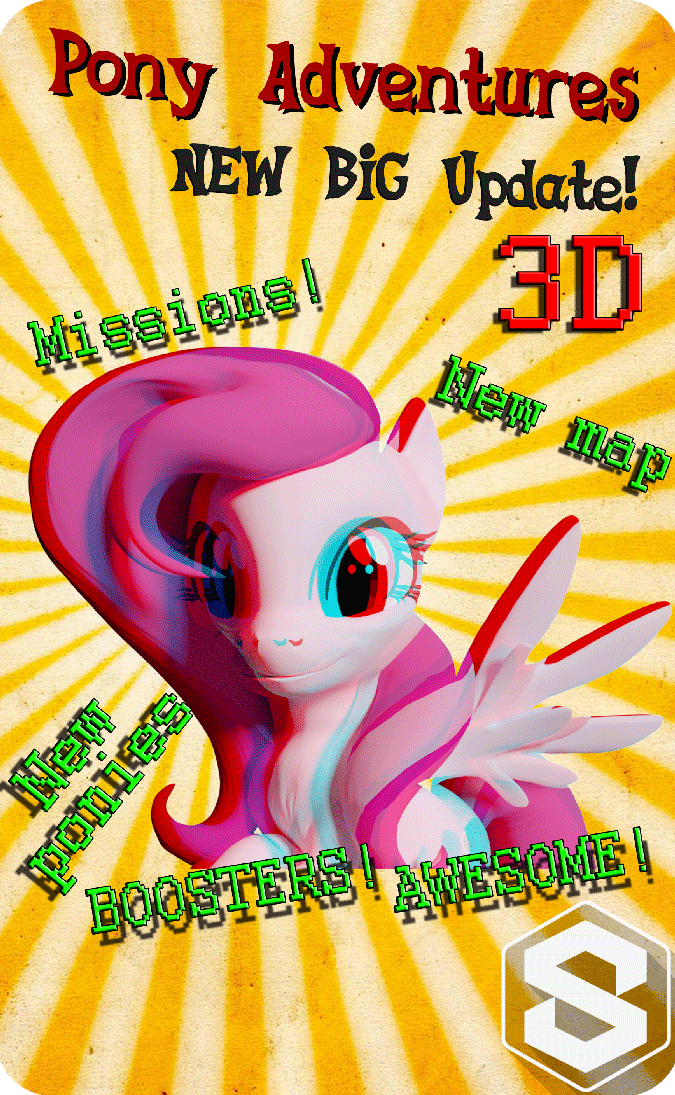 Pony Adventures
NEW BiG Update!
3D
Missions!
New map
New
ponies
BOOSTERS! AWESOME!
S